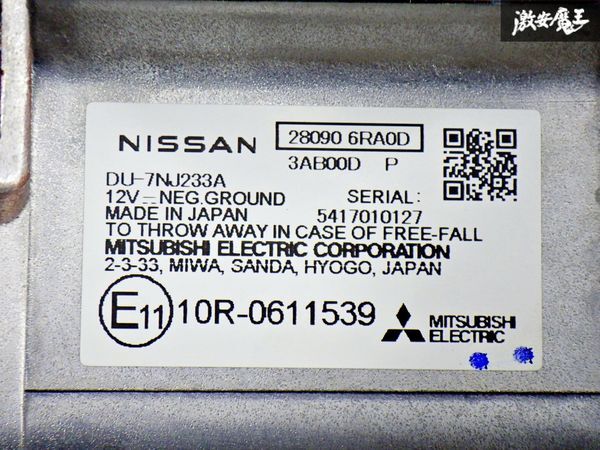 激安魔王
NISSAN
28090 6RA0D
3AB00D P
DU-7NJ233A
12V⎓NEG.GROUND SERIAL:
MADE IN JAPAN 5417010127
TO THROW AWAY IN CASE OF FREE-FALL
MITSUBISHI ELECTRIC CORPORATION
2-3-33, MIWA, SANDA, HYOGO, JAPAN
E11 10R-0611539
MITSUBISHI
ELECTRIC